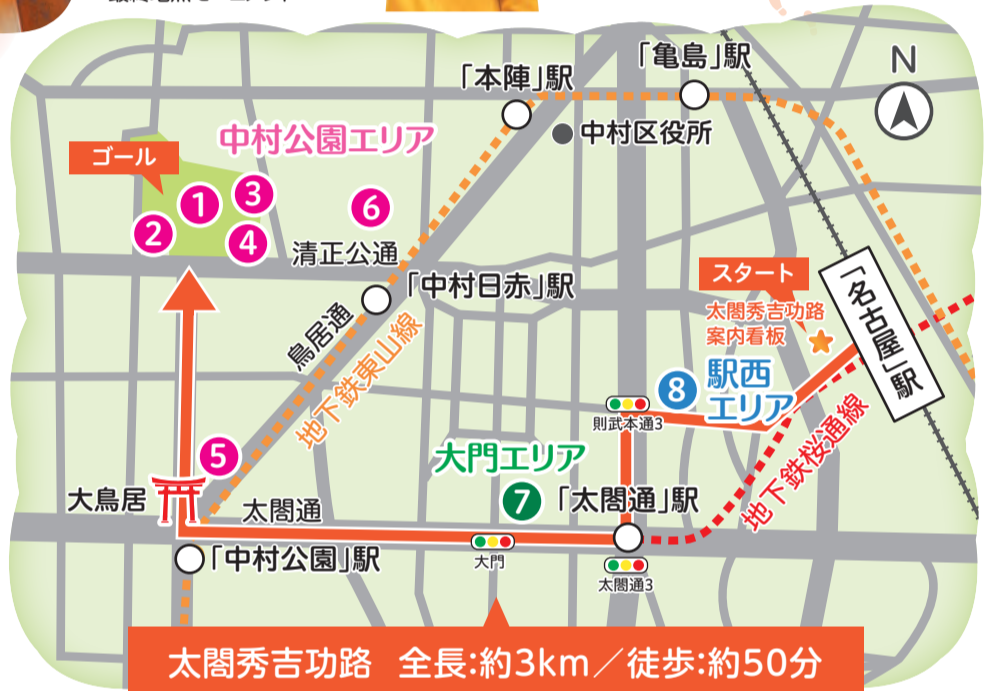 「亀島」駅
N
「本陣」駅
中村区役所
中村公園エリア
ゴール
1
3
2
4
6
清正公通
「中村日赤」駅
スタート
太閤秀吉功路
案内看板
「名古屋」駅
鳥居通
地下鉄東山線
8
駅西
エリア
則武本通3
大門エリア
地下鉄桜通線
5
7
「太閤通」駅
大鳥居
太閤通
「中村公園」駅
大門
太閤通3
太閤秀吉功路 全長:約3km/徒歩:約50分